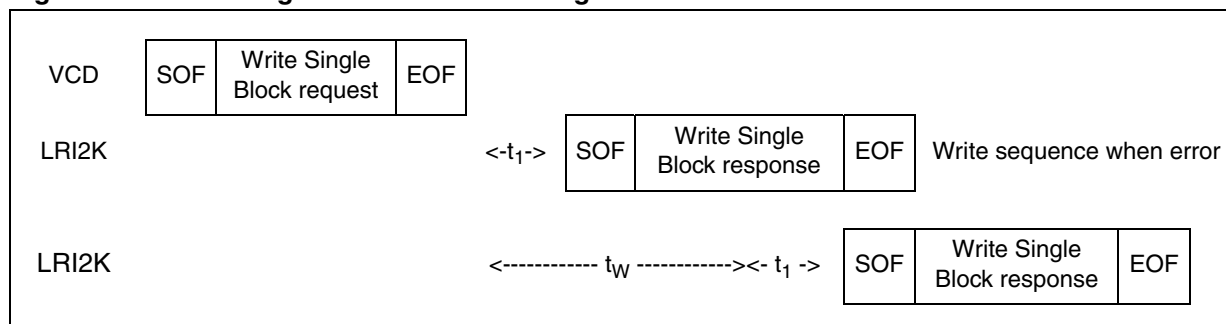 VCD SOF Write Single Block request EOF
LRI2K <-t₁-> SOF Write Single Block response EOF Write sequence when error
LRI2K <------------ t_W -----------><- t₁ -> SOF Write Single Block response EOF